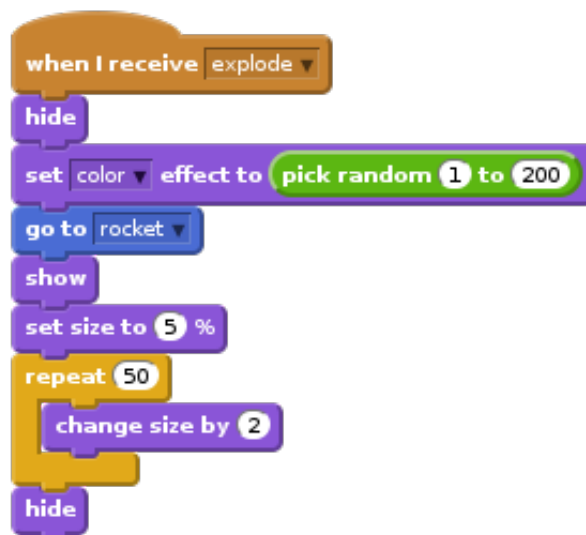 when I receive explode
hide
set color effect to pick random 1 to 200
go to rocket
show
set size to 5 %
repeat 50
change size by 2
hide